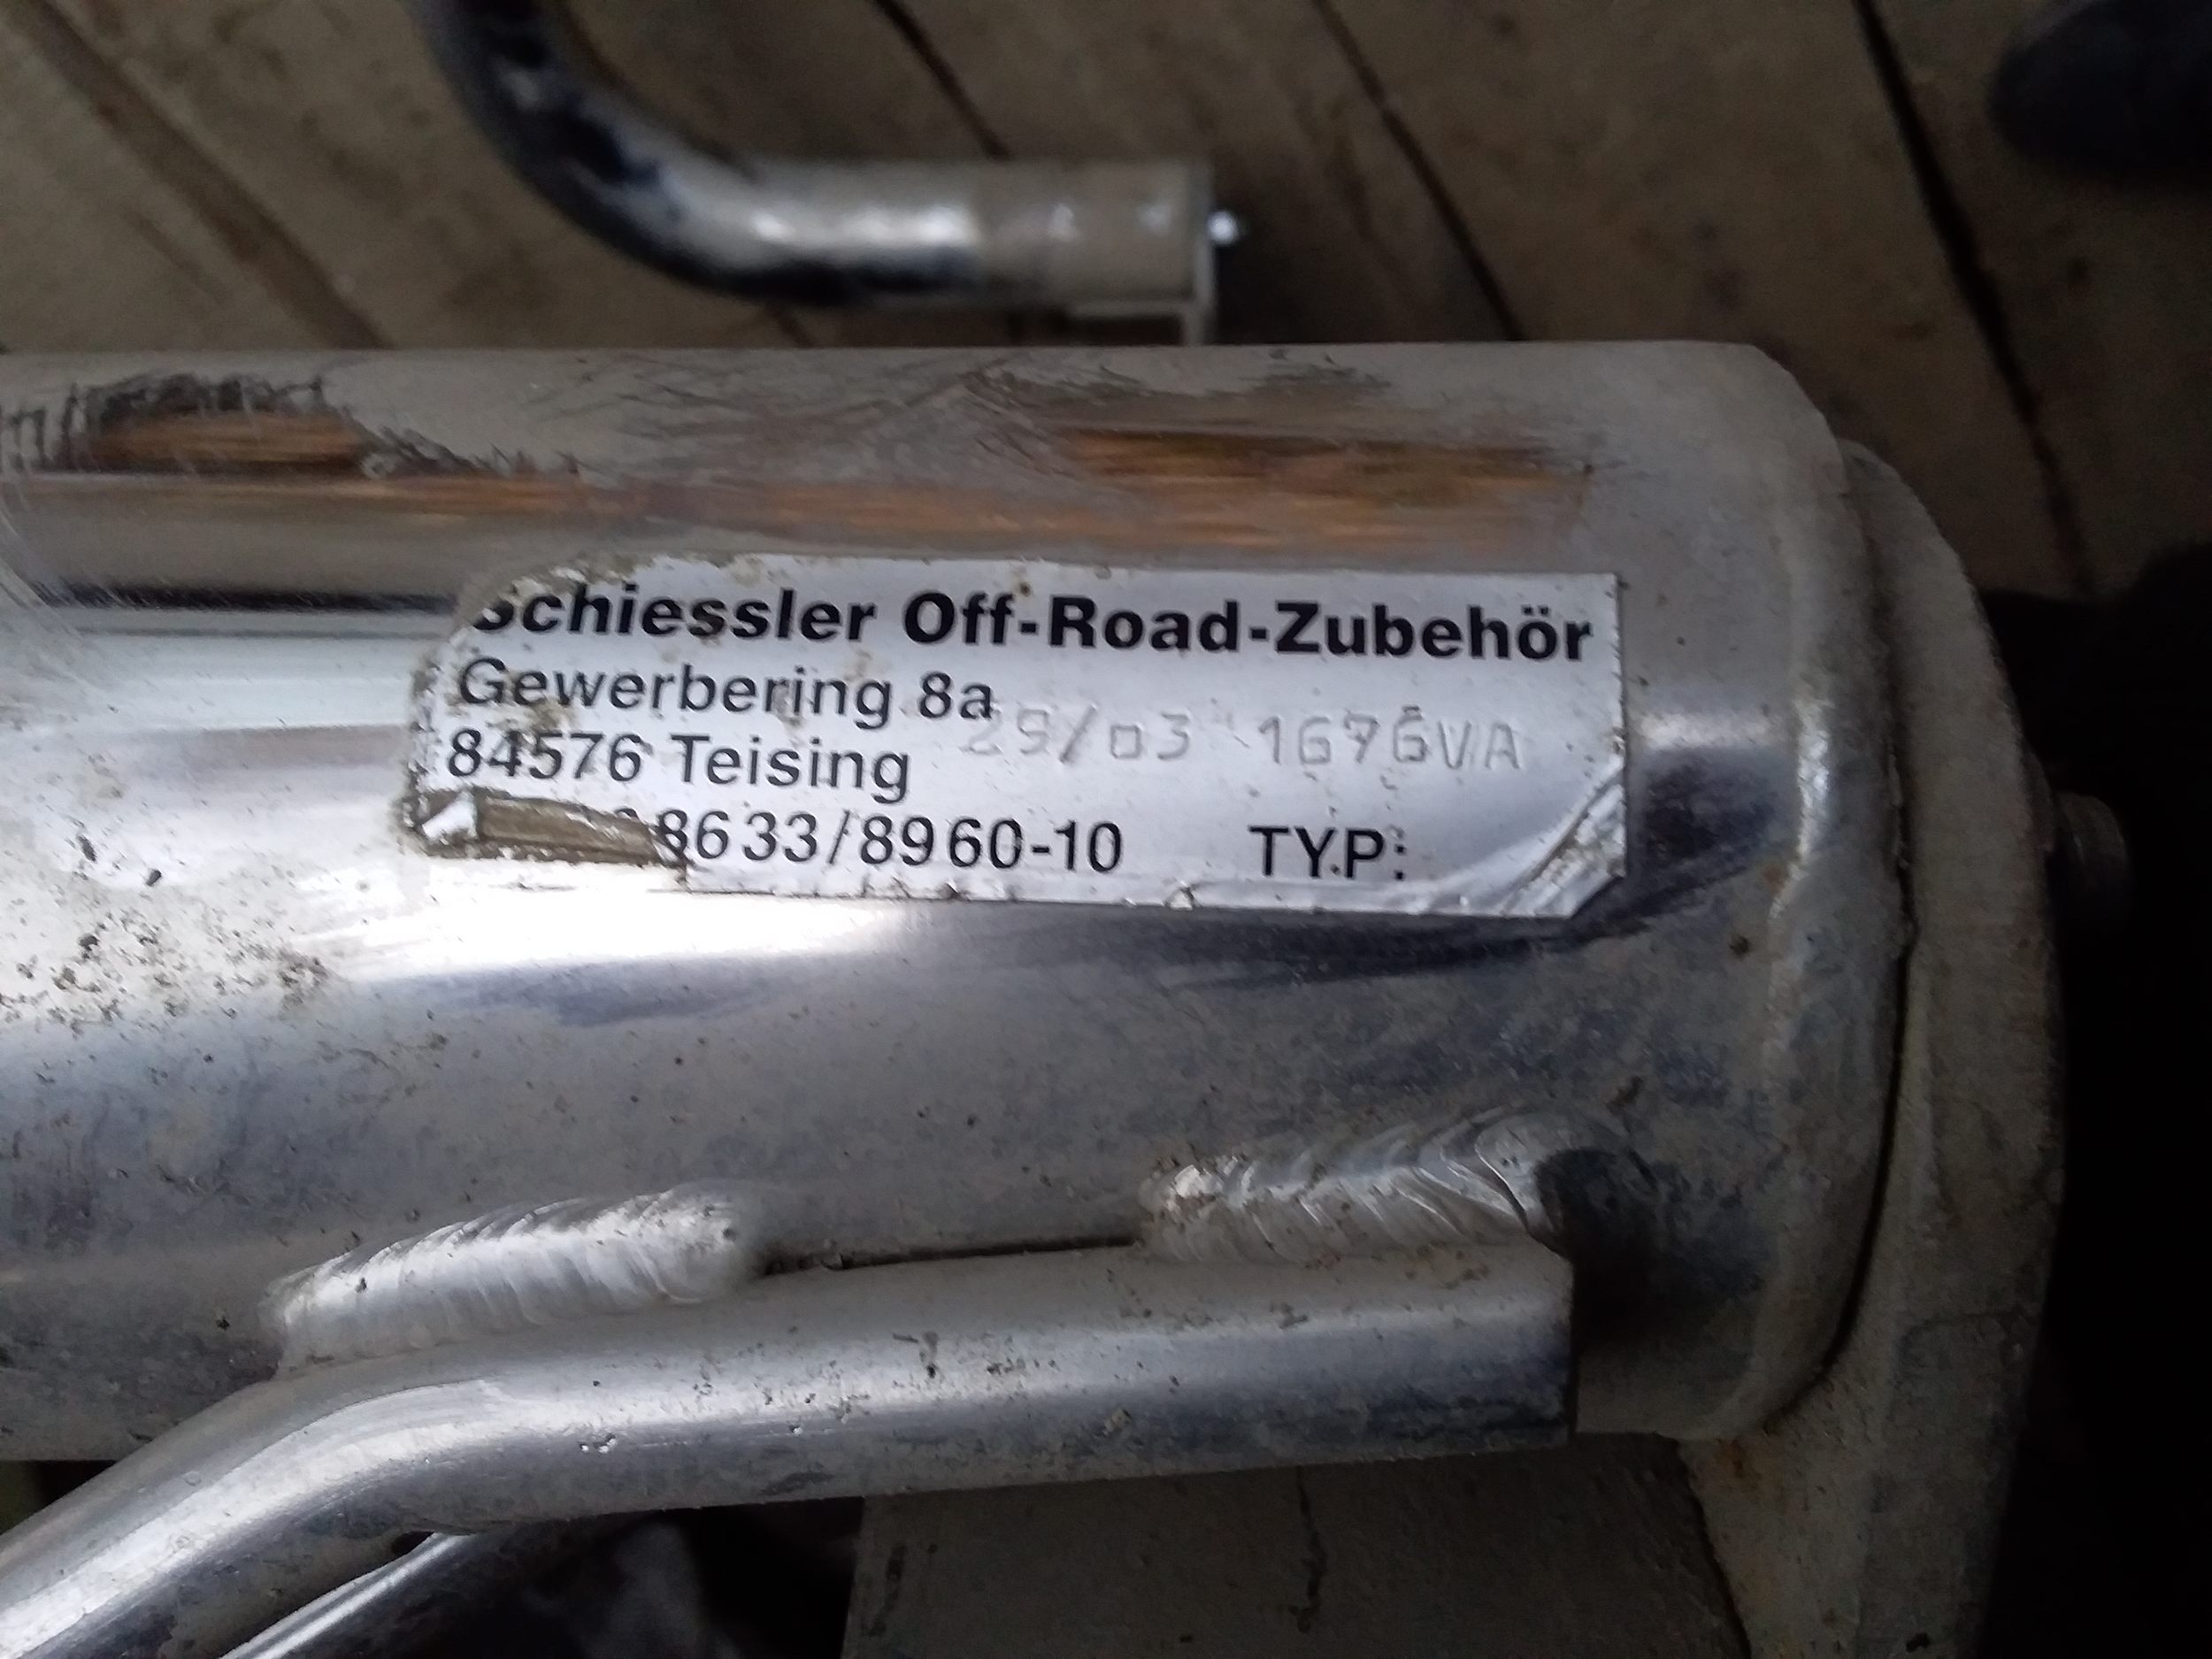 Schiessler Off-Road-Zubehör
Gewerbering 8a
29/03 1676VA
84576 Teising
8633/8960-10 TYP: